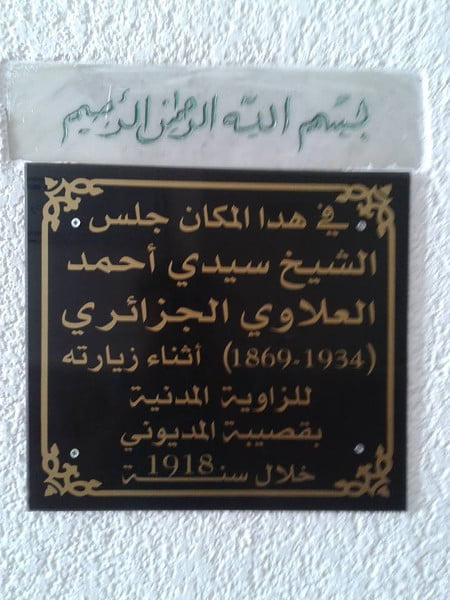 بسم الله الرحمن الرحيم
في هدا المكان جلس
الشيخ سيدي أحمد
العلاوي الجزائري
(1869-1934) أثناء زيارته
للزاوية المدنية
بقصيبة المديوني
خلال سنة 1918